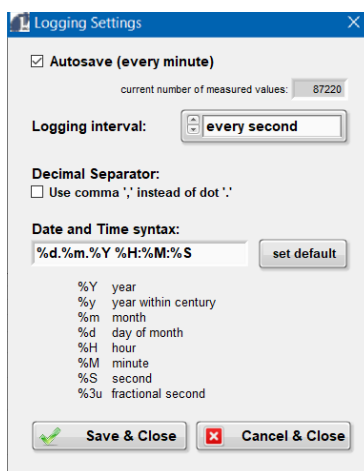 Logging Settings
Autosave (every minute)
current number of measured values: 87220
Logging interval: every second
Decimal Separator:
Use comma ',' instead of dot '.'
Date and Time syntax:
%d.%m.%Y %H:%M:%S set default
%Y year
%y year within century
%m month
%d day of month
%H hour
%M minute
%S second
%3u fractional second
Save & Close Cancel & Close